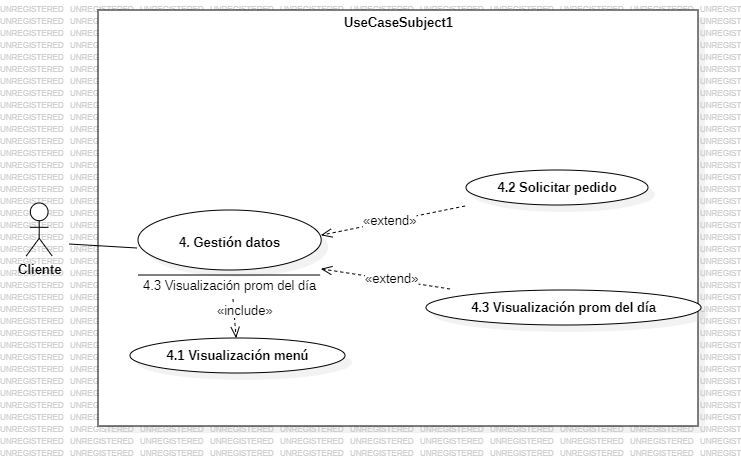 UseCaseSubject1
4.2 Solicitar pedido
«extend»
4. Gestión datos
Cliente
«extend»
4.3 Visualización prom del día
4.3 Visualización prom del día
«include»
4.1 Visualización menú
UNREGISTERED